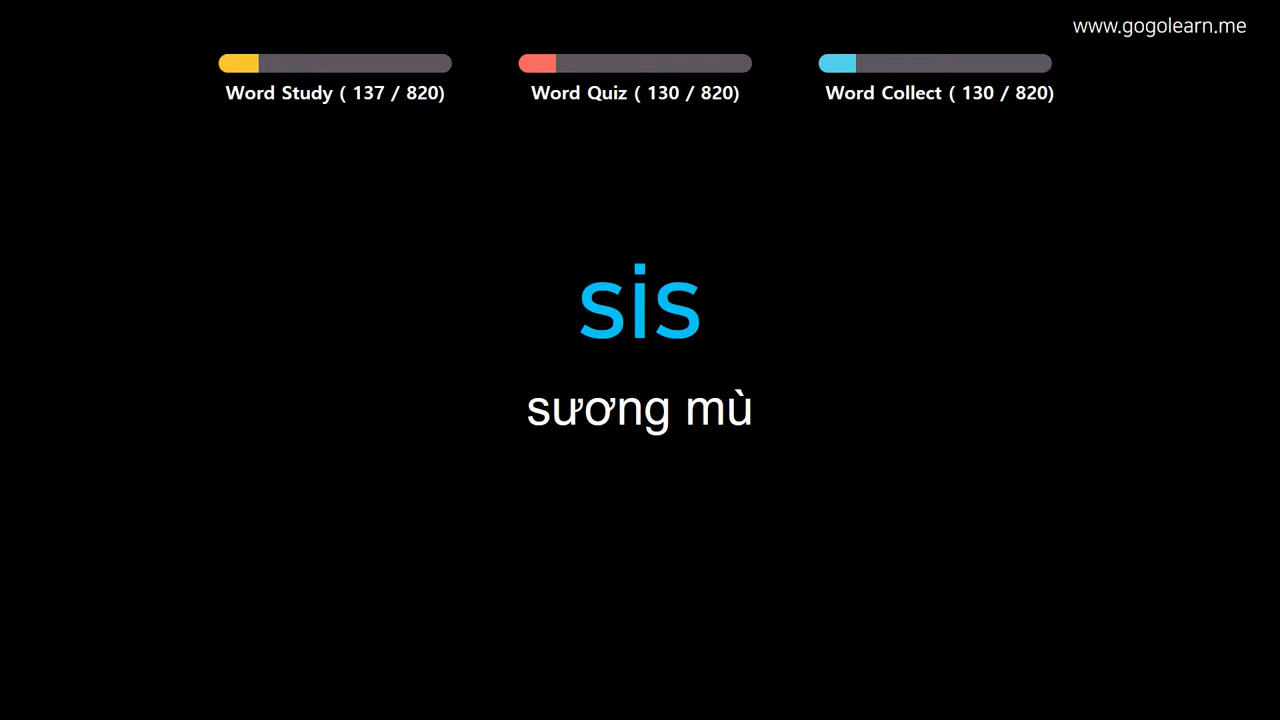 www.gogolearn.me
Word Study ( 137 / 820)
Word Quiz ( 130 / 820)
Word Collect ( 130 / 820)
sis
sương mù